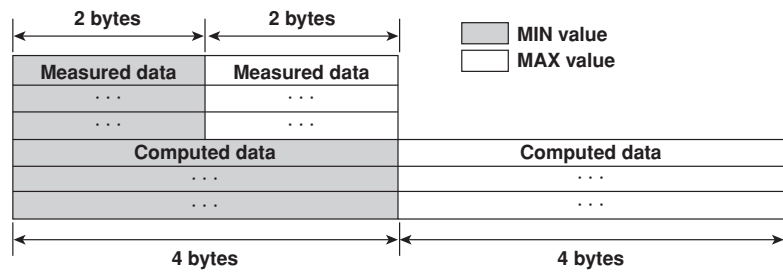 2 bytes 2 bytes
MIN value
MAX value
Measured data Measured data
. . . . . .
. . . . . .
Computed data Computed data
. . . . . .
. . . . . .
4 bytes 4 bytes